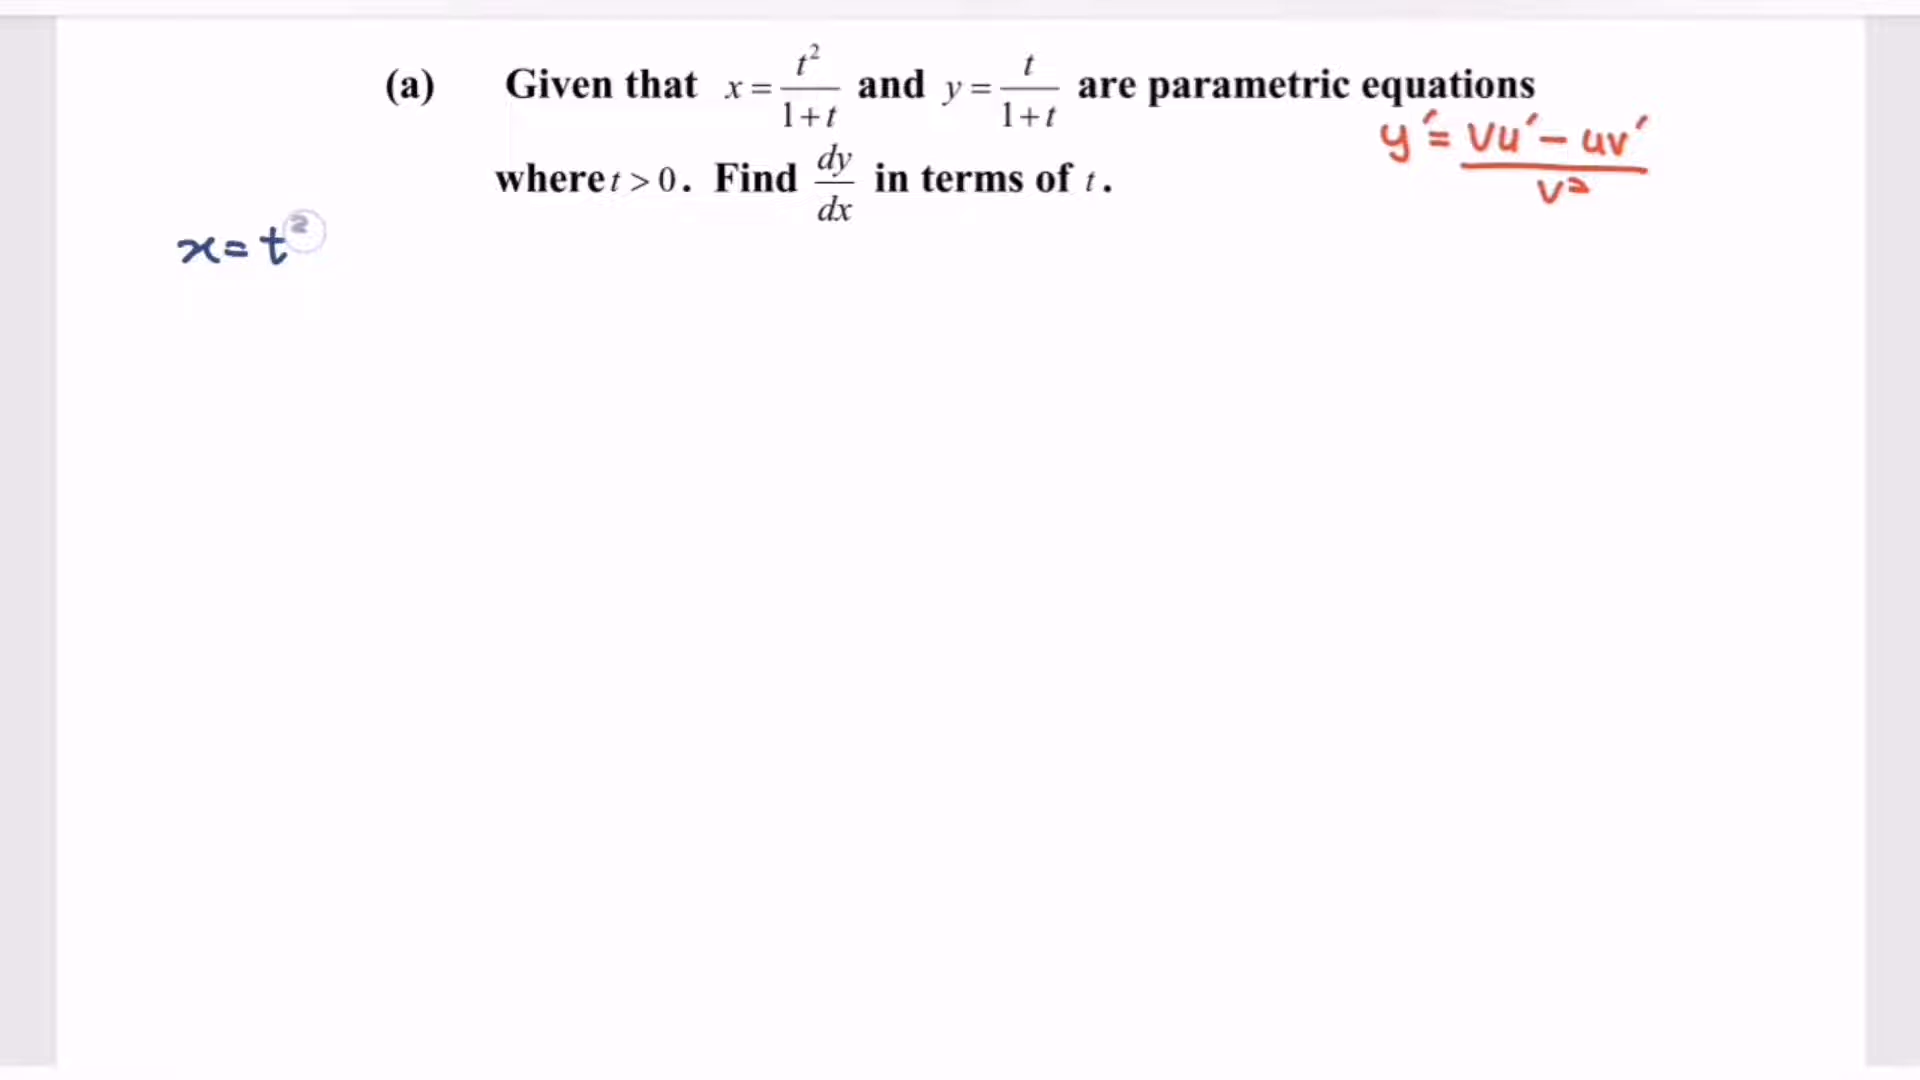 (a) Given that x = t²/(1+t) and y = t/(1+t) are parametric equations
y′ = (vu′ − uv′)/v²
where t > 0. Find dy/dx in terms of t.
x = t²